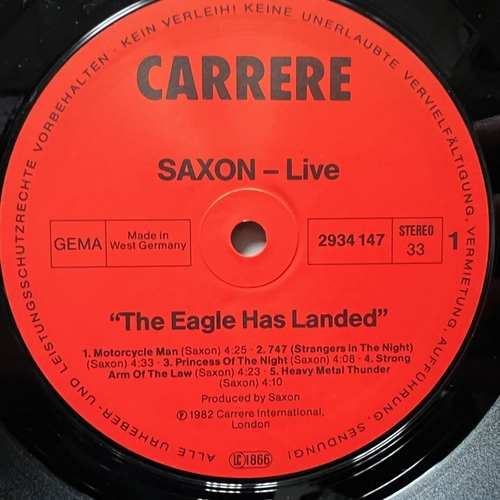 ALLE URHEBER- UND LEISTUNGSSCHUTZRECHTE VORBEHALTEN · KEIN VERLEIH! KEINE UNERLAUBTE VERVIELFÄLTIGUNG, VERMIETUNG, AUFFÜHRUNG, SENDUNG!
CARRERE
SAXON – Live
GEMA
Made in
West Germany
2934 147
STEREO
33
1
"The Eagle Has Landed"
1. Motorcycle Man (Saxon) 4:25 · 2. 747 (Strangers In The Night)
(Saxon) 4:33 · 3. Princess Of The Night (Saxon) 4:08 · 4. Strong
Arm Of The Law (Saxon) 4:23 · 5. Heavy Metal Thunder
(Saxon) 4:10
Produced by Saxon
℗ 1982 Carrere International,
London
LC 1866